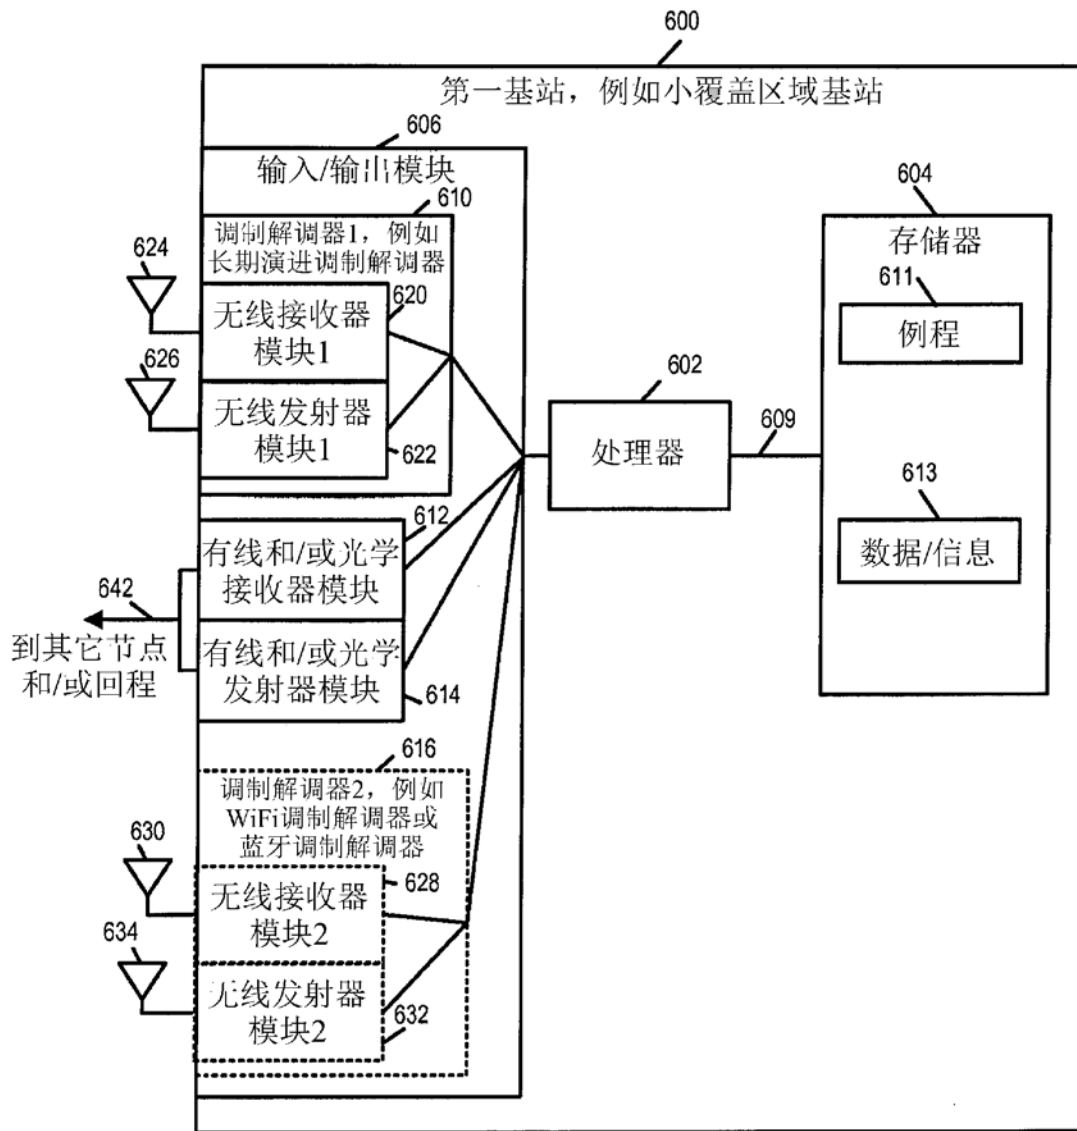 600
第一基站，例如小覆盖区域基站
606
输入/输出模块
610
调制解调器1，例如
长期演进调制解调器
624
无线接收器
模块1
620
626
无线发射器
模块1
622
602
处理器
609
604
存储器
611
例程
613
数据/信息
612
有线和/或光学
接收器模块
642
到其它节点
和/或回程
有线和/或光学
发射器模块
614
616
调制解调器2，例如
WiFi调制解调器或
蓝牙调制解调器
630
无线接收器
模块2
628
634
无线发射器
模块2
632